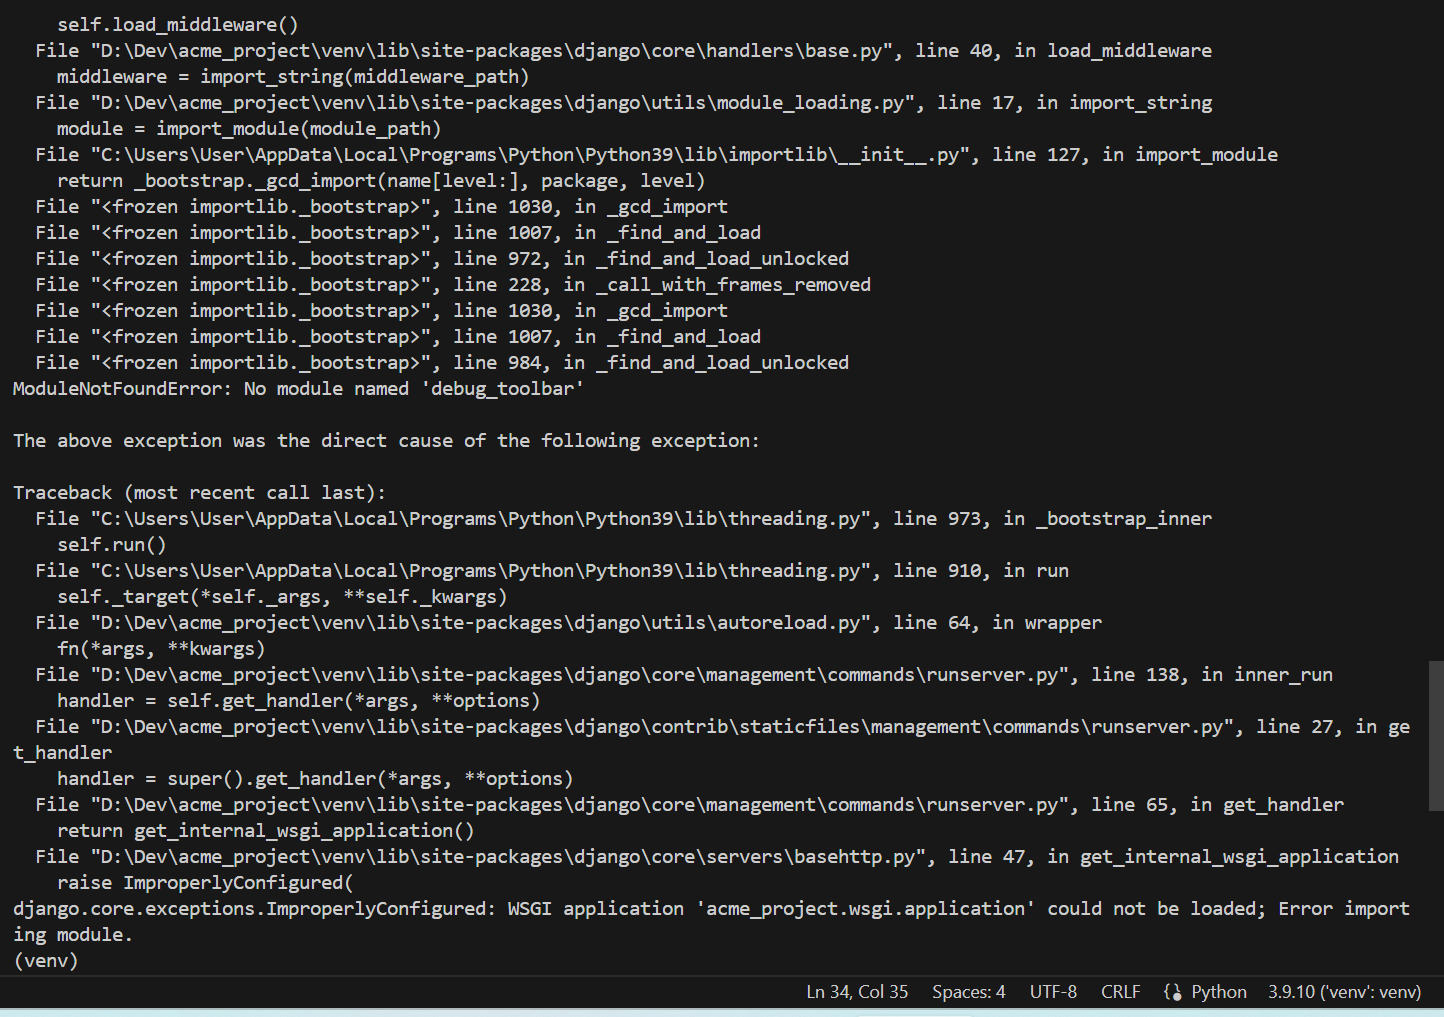 self.load_middleware()
  File "D:\Dev\acme_project\venv\lib\site-packages\django\core\handlers\base.py", line 40, in load_middleware
    middleware = import_string(middleware_path)
  File "D:\Dev\acme_project\venv\lib\site-packages\django\utils\module_loading.py", line 17, in import_string
    module = import_module(module_path)
  File "C:\Users\User\AppData\Local\Programs\Python\Python39\lib\importlib\__init__.py", line 127, in import_module
    return _bootstrap._gcd_import(name[level:], package, level)
  File "<frozen importlib._bootstrap>", line 1030, in _gcd_import
  File "<frozen importlib._bootstrap>", line 1007, in _find_and_load
  File "<frozen importlib._bootstrap>", line 972, in _find_and_load_unlocked
  File "<frozen importlib._bootstrap>", line 228, in _call_with_frames_removed
  File "<frozen importlib._bootstrap>", line 1030, in _gcd_import
  File "<frozen importlib._bootstrap>", line 1007, in _find_and_load
  File "<frozen importlib._bootstrap>", line 984, in _find_and_load_unlocked
ModuleNotFoundError: No module named 'debug_toolbar'

The above exception was the direct cause of the following exception:

Traceback (most recent call last):
  File "C:\Users\User\AppData\Local\Programs\Python\Python39\lib\threading.py", line 973, in _bootstrap_inner
    self.run()
  File "C:\Users\User\AppData\Local\Programs\Python\Python39\lib\threading.py", line 910, in run
    self._target(*self._args, **self._kwargs)
  File "D:\Dev\acme_project\venv\lib\site-packages\django\utils\autoreload.py", line 64, in wrapper
    fn(*args, **kwargs)
  File "D:\Dev\acme_project\venv\lib\site-packages\django\core\management\commands\runserver.py", line 138, in inner_run
    handler = self.get_handler(*args, **options)
  File "D:\Dev\acme_project\venv\lib\site-packages\django\contrib\staticfiles\management\commands\runserver.py", line 27, in ge
t_handler
    handler = super().get_handler(*args, **options)
  File "D:\Dev\acme_project\venv\lib\site-packages\django\core\management\commands\runserver.py", line 65, in get_handler
    return get_internal_wsgi_application()
  File "D:\Dev\acme_project\venv\lib\site-packages\django\core\servers\basehttp.py", line 47, in get_internal_wsgi_application
    raise ImproperlyConfigured(
django.core.exceptions.ImproperlyConfigured: WSGI application 'acme_project.wsgi.application' could not be loaded; Error import
ing module.
(venv)
Ln 34, Col 35 Spaces: 4 UTF-8 CRLF Python 3.9.10 ('venv': venv)